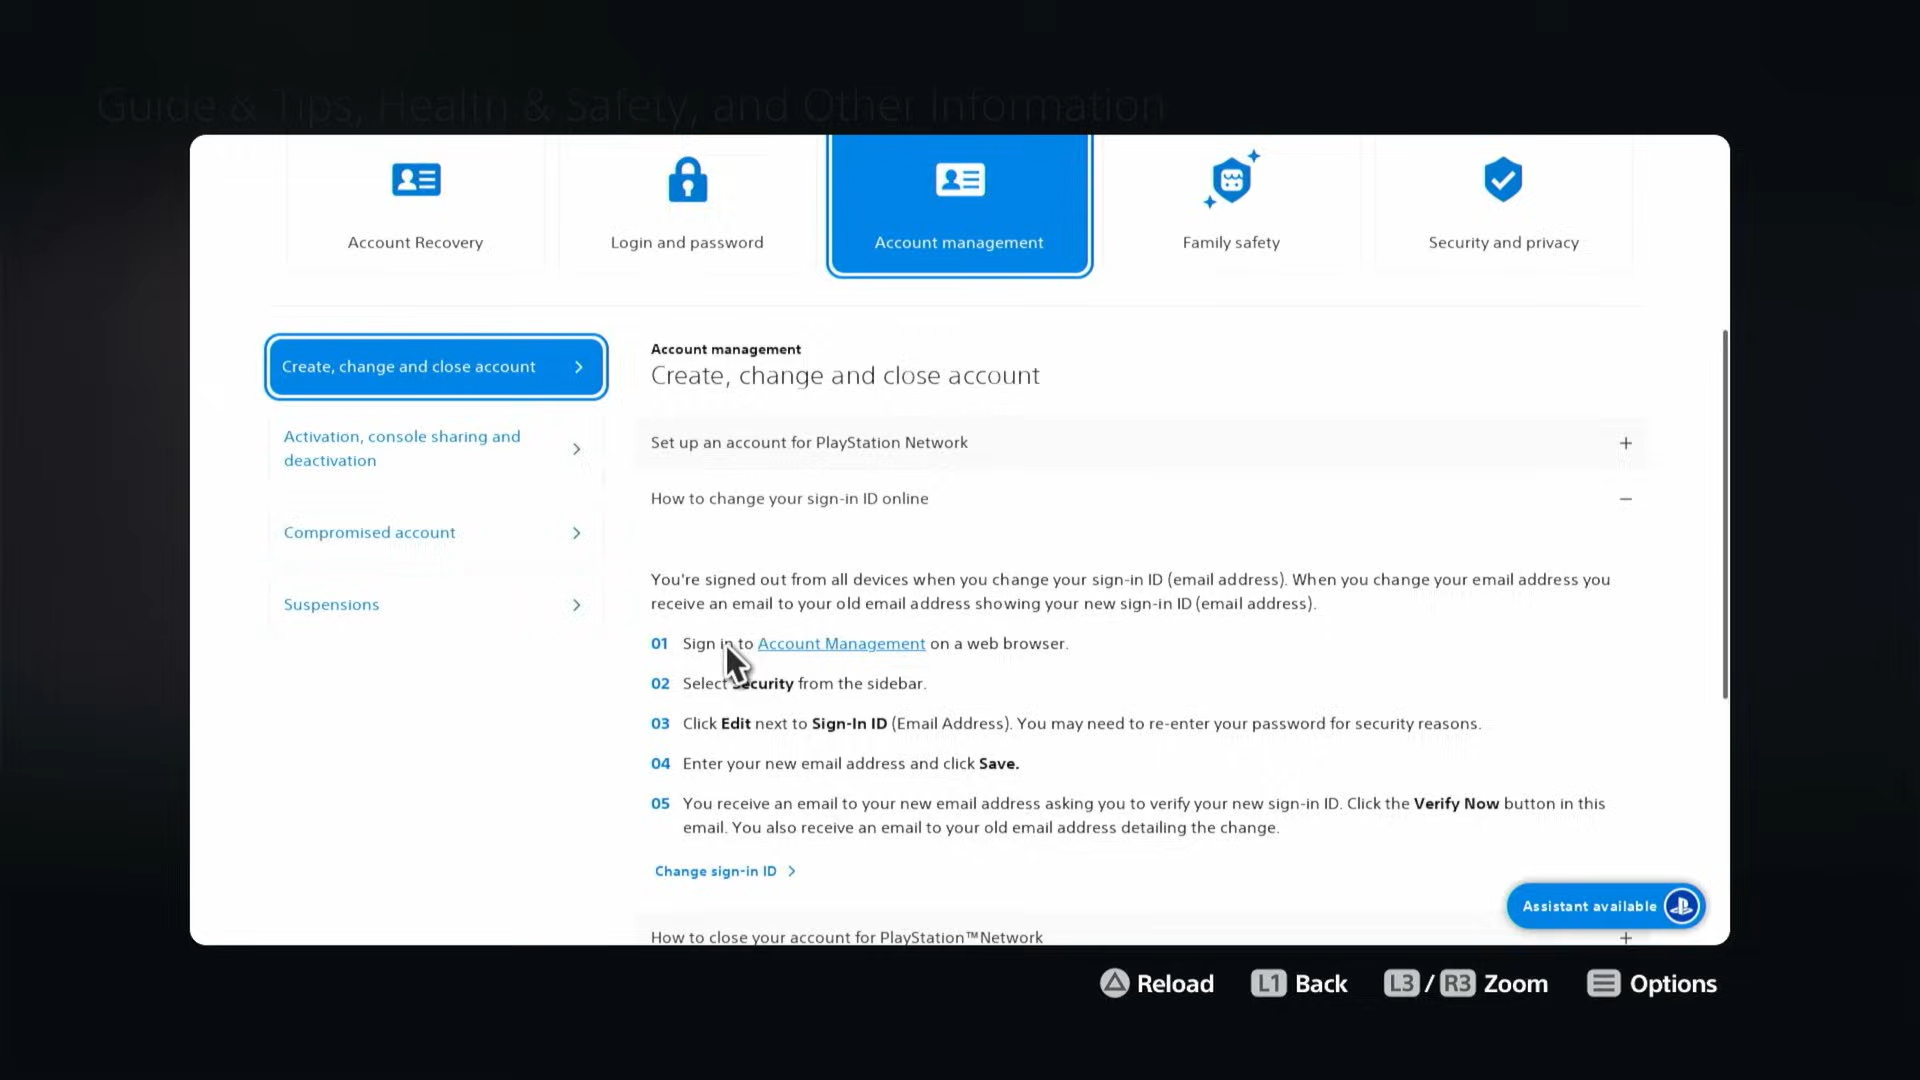 Guide & Tips, Health & Safety, and Other Information
Account Recovery
Login and password
Account management
Family safety
Security and privacy
Create, change and close account
Activation, console sharing and
deactivation
Compromised account
Suspensions
Account management
Create, change and close account
Set up an account for PlayStation Network
How to change your sign-in ID online
You're signed out from all devices when you change your sign-in ID (email address). When you change your email address you
receive an email to your old email address showing your new sign-in ID (email address).
01 Sign in to Account Management on a web browser.
02 Select Security from the sidebar.
03 Click Edit next to Sign-In ID (Email Address). You may need to re-enter your password for security reasons.
04 Enter your new email address and click Save.
05 You receive an email to your new email address asking you to verify your new sign-in ID. Click the Verify Now button in this
email. You also receive an email to your old email address detailing the change.
Change sign-in ID
Assistant available
How to close your account for PlayStation™Network
Reload L1 Back L3 / R3 Zoom Options